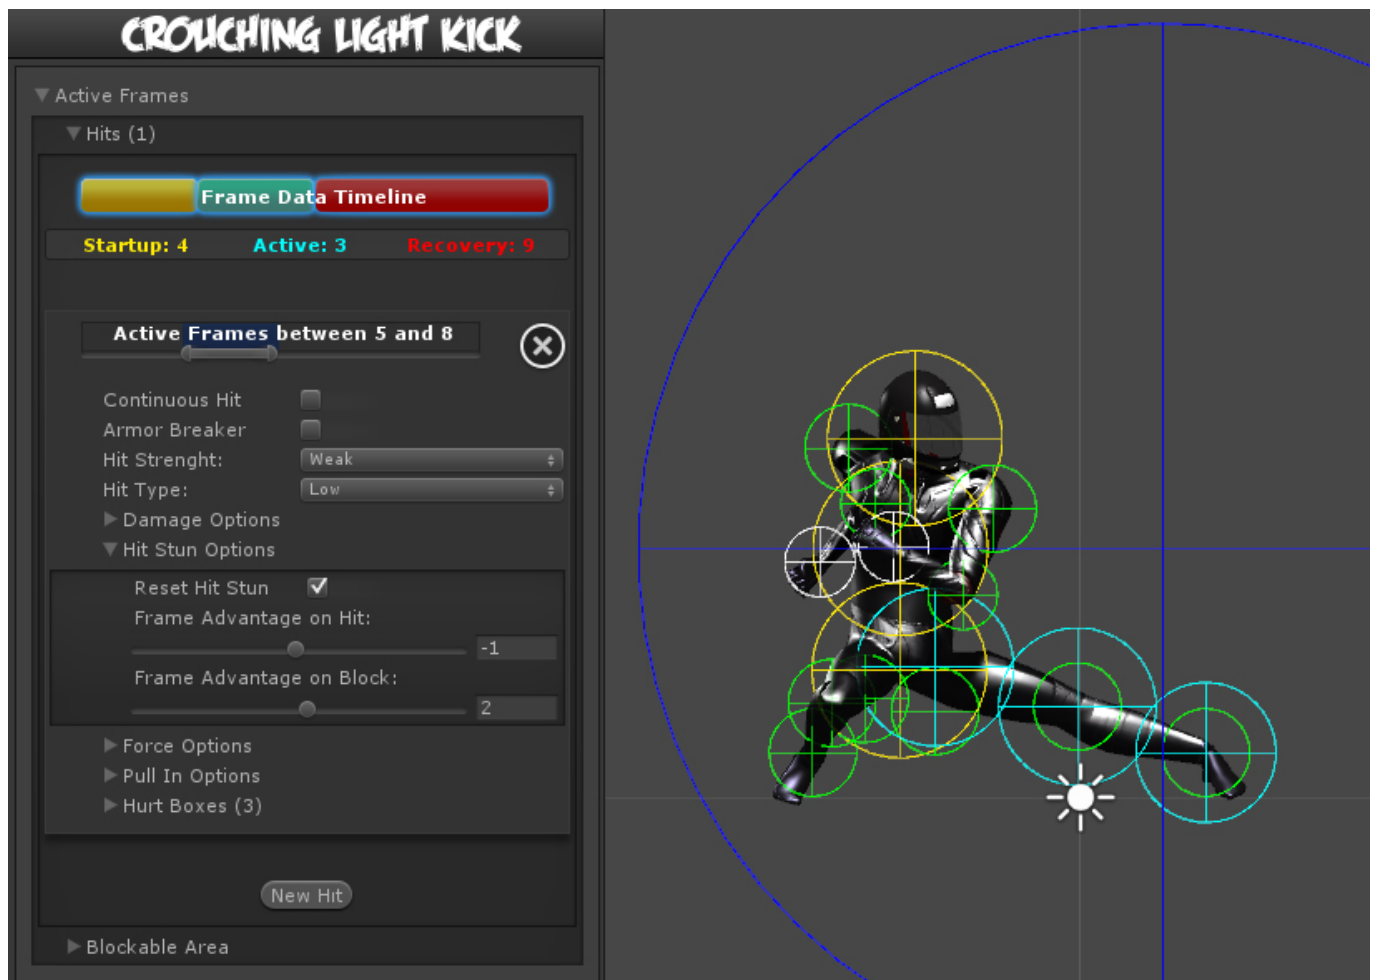 CROUCHING LIGHT KICK
Active Frames
Hits (1)
Frame Data Timeline
Startup: 4 Active: 3 Recovery: 9
Active Frames between 5 and 8
Continuous Hit
Armor Breaker
Hit Strenght: Weak
Hit Type: Low
Damage Options
Hit Stun Options
Reset Hit Stun
Frame Advantage on Hit:
-1
Frame Advantage on Block:
2
Force Options
Pull In Options
Hurt Boxes (3)
New Hit
Blockable Area